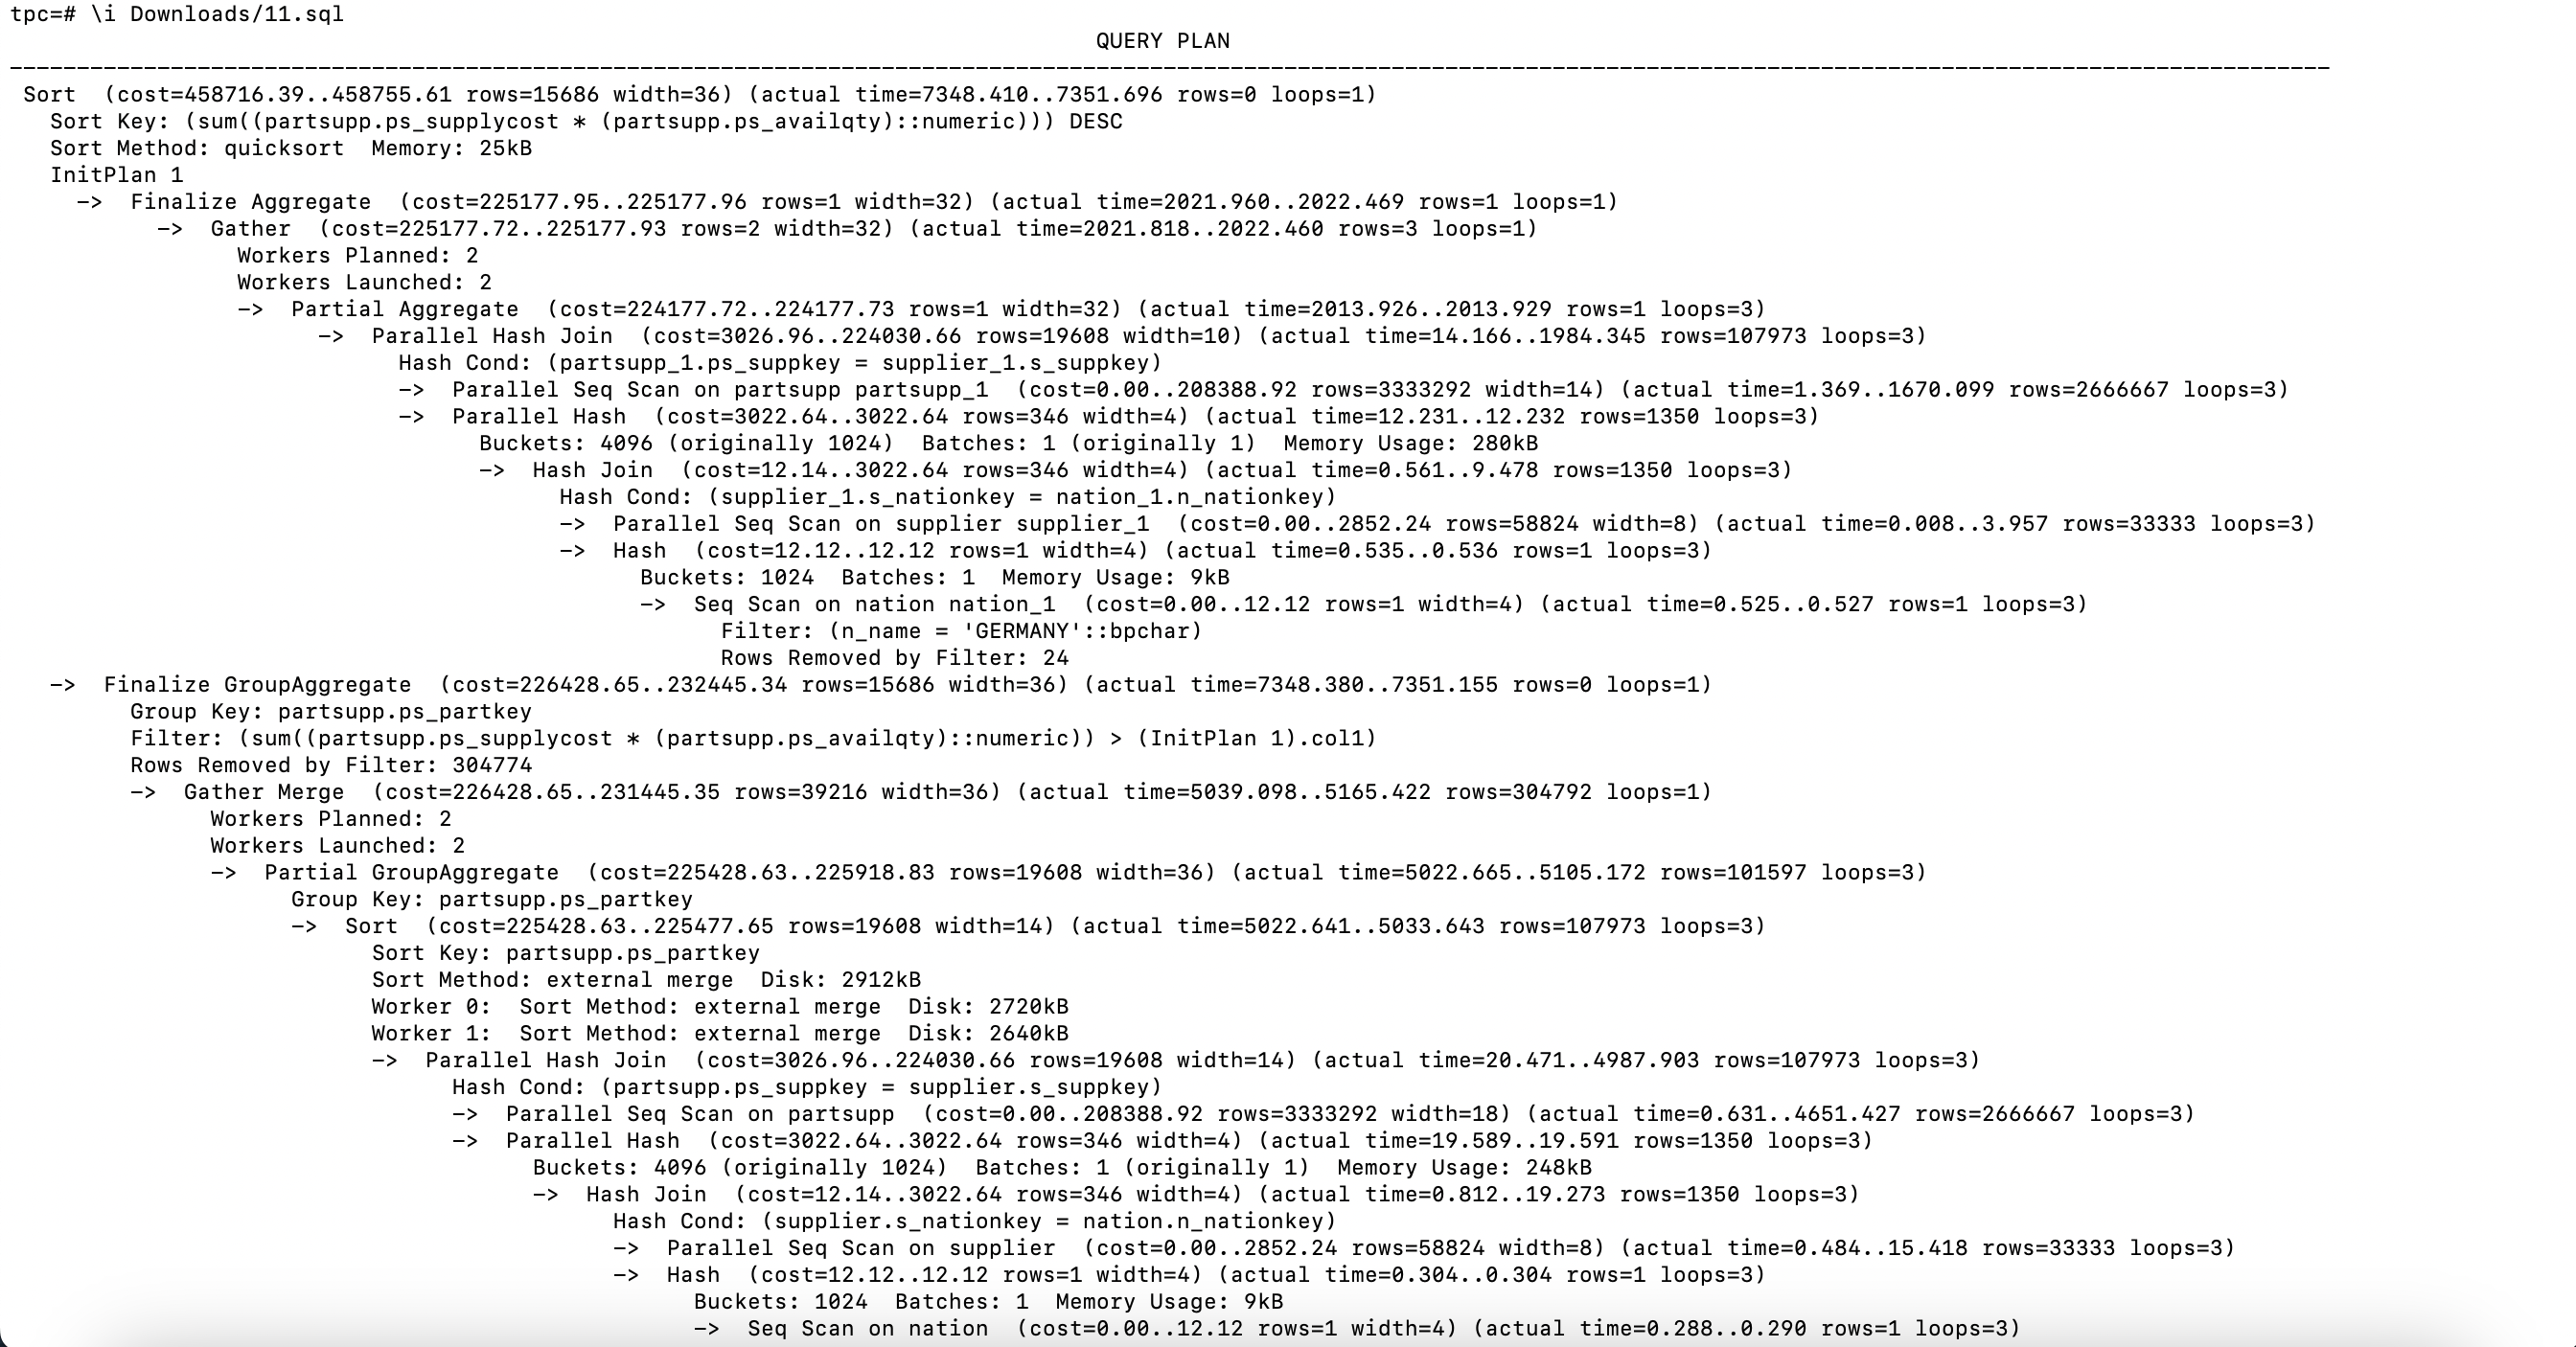 tpc=# \i Downloads/11.sql
QUERY PLAN
--------------------------------------------------------------------------------------------------------------------------------------------------------------------------
Sort  (cost=458716.39..458755.61 rows=15686 width=36) (actual time=7348.410..7351.696 rows=0 loops=1)
Sort Key: (sum((partsupp.ps_supplycost * (partsupp.ps_availqty)::numeric))) DESC
Sort Method: quicksort  Memory: 25kB
InitPlan 1
->  Finalize Aggregate  (cost=225177.95..225177.96 rows=1 width=32) (actual time=2021.960..2022.469 rows=1 loops=1)
->  Gather  (cost=225177.72..225177.93 rows=2 width=32) (actual time=2021.818..2022.460 rows=3 loops=1)
Workers Planned: 2
Workers Launched: 2
->  Partial Aggregate  (cost=224177.72..224177.73 rows=1 width=32) (actual time=2013.926..2013.929 rows=1 loops=3)
->  Parallel Hash Join  (cost=3026.96..224030.66 rows=19608 width=10) (actual time=14.166..1984.345 rows=107973 loops=3)
Hash Cond: (partsupp_1.ps_suppkey = supplier_1.s_suppkey)
->  Parallel Seq Scan on partsupp partsupp_1  (cost=0.00..208388.92 rows=3333292 width=14) (actual time=1.369..1670.099 rows=2666667 loops=3)
->  Parallel Hash  (cost=3022.64..3022.64 rows=346 width=4) (actual time=12.231..12.232 rows=1350 loops=3)
Buckets: 4096 (originally 1024)  Batches: 1 (originally 1)  Memory Usage: 280kB
->  Hash Join  (cost=12.14..3022.64 rows=346 width=4) (actual time=0.561..9.478 rows=1350 loops=3)
Hash Cond: (supplier_1.s_nationkey = nation_1.n_nationkey)
->  Parallel Seq Scan on supplier supplier_1  (cost=0.00..2852.24 rows=58824 width=8) (actual time=0.008..3.957 rows=33333 loops=3)
->  Hash  (cost=12.12..12.12 rows=1 width=4) (actual time=0.535..0.536 rows=1 loops=3)
Buckets: 1024  Batches: 1  Memory Usage: 9kB
->  Seq Scan on nation nation_1  (cost=0.00..12.12 rows=1 width=4) (actual time=0.525..0.527 rows=1 loops=3)
Filter: (n_name = 'GERMANY'::bpchar)
Rows Removed by Filter: 24
->  Finalize GroupAggregate  (cost=226428.65..232445.34 rows=15686 width=36) (actual time=7348.380..7351.155 rows=0 loops=1)
Group Key: partsupp.ps_partkey
Filter: (sum((partsupp.ps_supplycost * (partsupp.ps_availqty)::numeric)) > (InitPlan 1).col1)
Rows Removed by Filter: 304774
->  Gather Merge  (cost=226428.65..231445.35 rows=39216 width=36) (actual time=5039.098..5165.422 rows=304792 loops=1)
Workers Planned: 2
Workers Launched: 2
->  Partial GroupAggregate  (cost=225428.63..225918.83 rows=19608 width=36) (actual time=5022.665..5105.172 rows=101597 loops=3)
Group Key: partsupp.ps_partkey
->  Sort  (cost=225428.63..225477.65 rows=19608 width=14) (actual time=5022.641..5033.643 rows=107973 loops=3)
Sort Key: partsupp.ps_partkey
Sort Method: external merge  Disk: 2912kB
Worker 0:  Sort Method: external merge  Disk: 2720kB
Worker 1:  Sort Method: external merge  Disk: 2640kB
->  Parallel Hash Join  (cost=3026.96..224030.66 rows=19608 width=14) (actual time=20.471..4987.903 rows=107973 loops=3)
Hash Cond: (partsupp.ps_suppkey = supplier.s_suppkey)
->  Parallel Seq Scan on partsupp  (cost=0.00..208388.92 rows=3333292 width=18) (actual time=0.631..4651.427 rows=2666667 loops=3)
->  Parallel Hash  (cost=3022.64..3022.64 rows=346 width=4) (actual time=19.589..19.591 rows=1350 loops=3)
Buckets: 4096 (originally 1024)  Batches: 1 (originally 1)  Memory Usage: 248kB
->  Hash Join  (cost=12.14..3022.64 rows=346 width=4) (actual time=0.812..19.273 rows=1350 loops=3)
Hash Cond: (supplier.s_nationkey = nation.n_nationkey)
->  Parallel Seq Scan on supplier  (cost=0.00..2852.24 rows=58824 width=8) (actual time=0.484..15.418 rows=33333 loops=3)
->  Hash  (cost=12.12..12.12 rows=1 width=4) (actual time=0.304..0.304 rows=1 loops=3)
Buckets: 1024  Batches: 1  Memory Usage: 9kB
->  Seq Scan on nation  (cost=0.00..12.12 rows=1 width=4) (actual time=0.288..0.290 rows=1 loops=3)